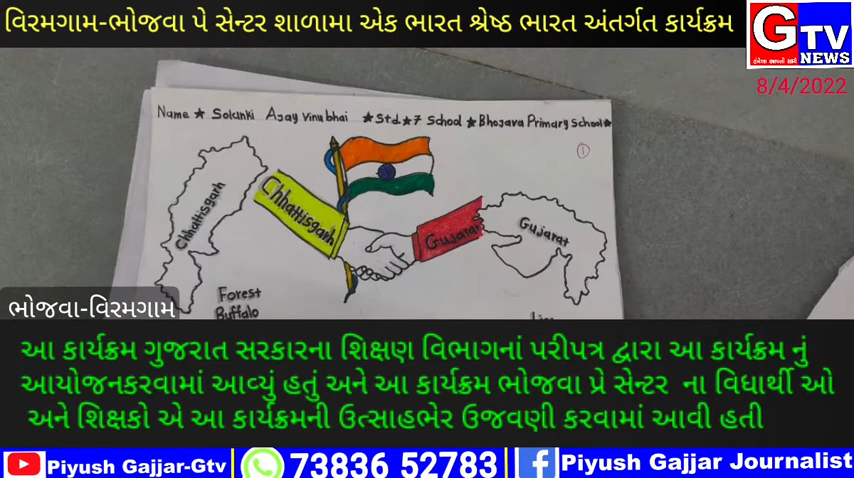 વિરમગામ-ભોજવા પે સેન્ટર શાળામા એક ભારત શ્રેષ્ઠ ભારત અંતર્ગત કાર્યક્રમ
GTV
NEWS
8/4/2022
Name ★ Solanki Ajay Vinubhai ★ Std ★ 7 School ★ Bhojava Primary School ★
1
Chhattisgarh
Chhattisgarh
Gujarat
Gujarat
Forest
Buffalo
ભોજવા-વિરમગામ
આ કાર્યક્રમ ગુજરાત સરકારના શિક્ષણ વિભાગનાં પરીપત્ર દ્વારા આ કાર્યક્રમ નું
આયોજનકરવામાં આવ્યું હતું અને આ કાર્યક્રમ ભોજવા પ્રે સેન્ટર ના વિધાર્થી ઓ
અને શિક્ષકો એ આ કાર્યક્રમની ઉત્સાહભેર ઉજવણી કરવામાં આવી હતી
Piyush Gajjar-Gtv 73836 52783 Piyush Gajjar Journalist